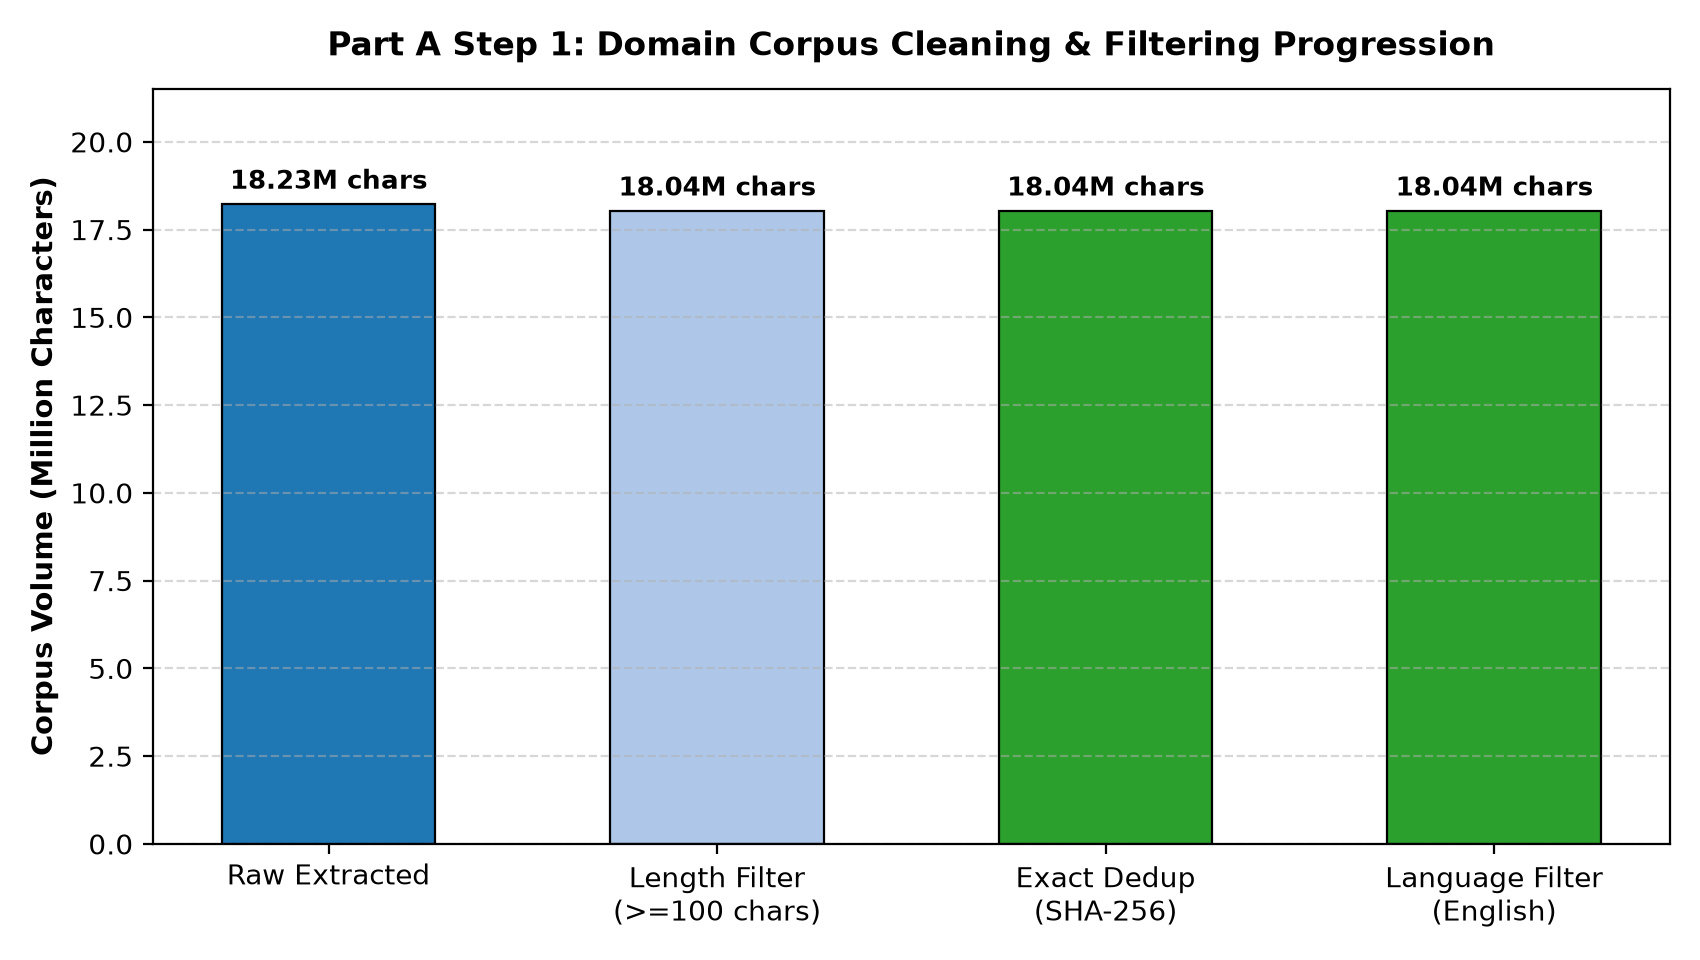 Part A Step 1: Domain Corpus Cleaning & Filtering Progression
Corpus Volume (Million Characters)
20.0
17.5
15.0
12.5
10.0
7.5
5.0
2.5
0.0
18.23M chars
18.04M chars
18.04M chars
18.04M chars
Raw Extracted
Length Filter
(>=100 chars)
Exact Dedup
(SHA-256)
Language Filter
(English)